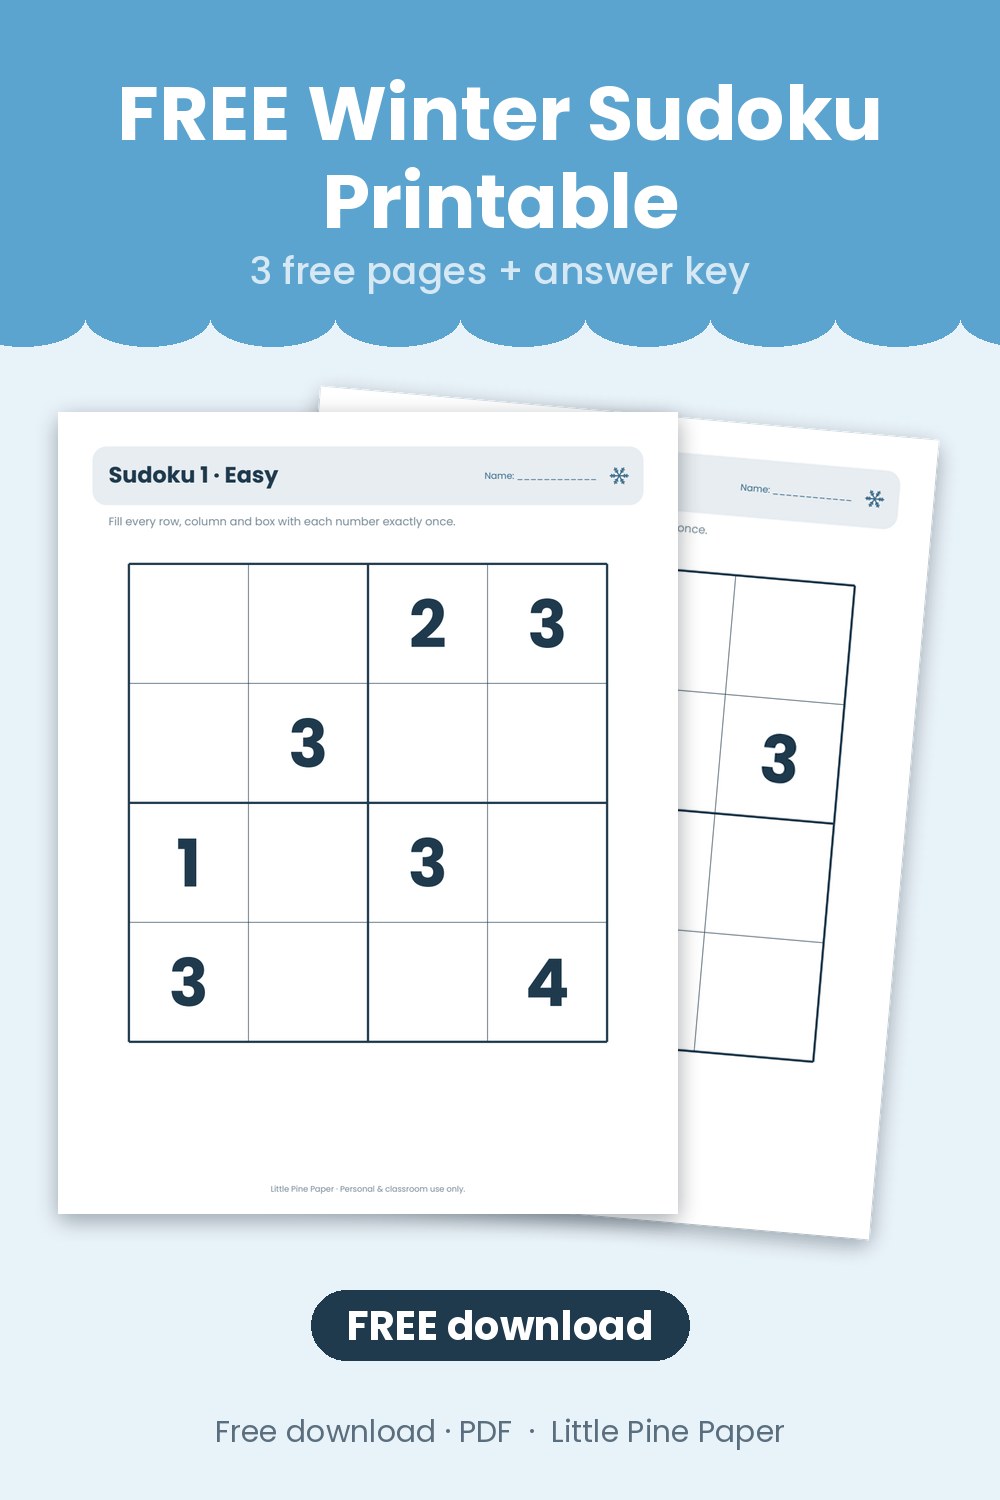 FREE Winter Sudoku
Printable
3 free pages + answer key
Sudoku 1 · Easy
Name: ____________
Fill every row, column and box with each number exactly once.
2 3
3
1 3
3 4
Little Pine Paper · Personal & classroom use only.
Name: ____________
once.
3
FREE download
Free download · PDF · Little Pine Paper